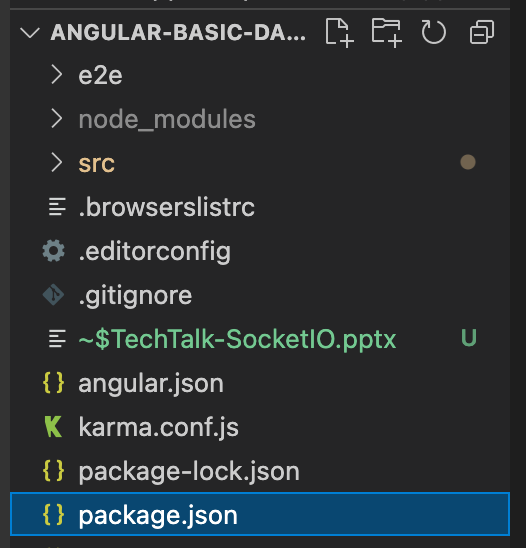 ANGULAR-BASIC-DA...
e2e
node_modules
src
.browserslistrc
.editorconfig
.gitignore
~$TechTalk-SocketIO.pptx U
angular.json
karma.conf.js
package-lock.json
package.json